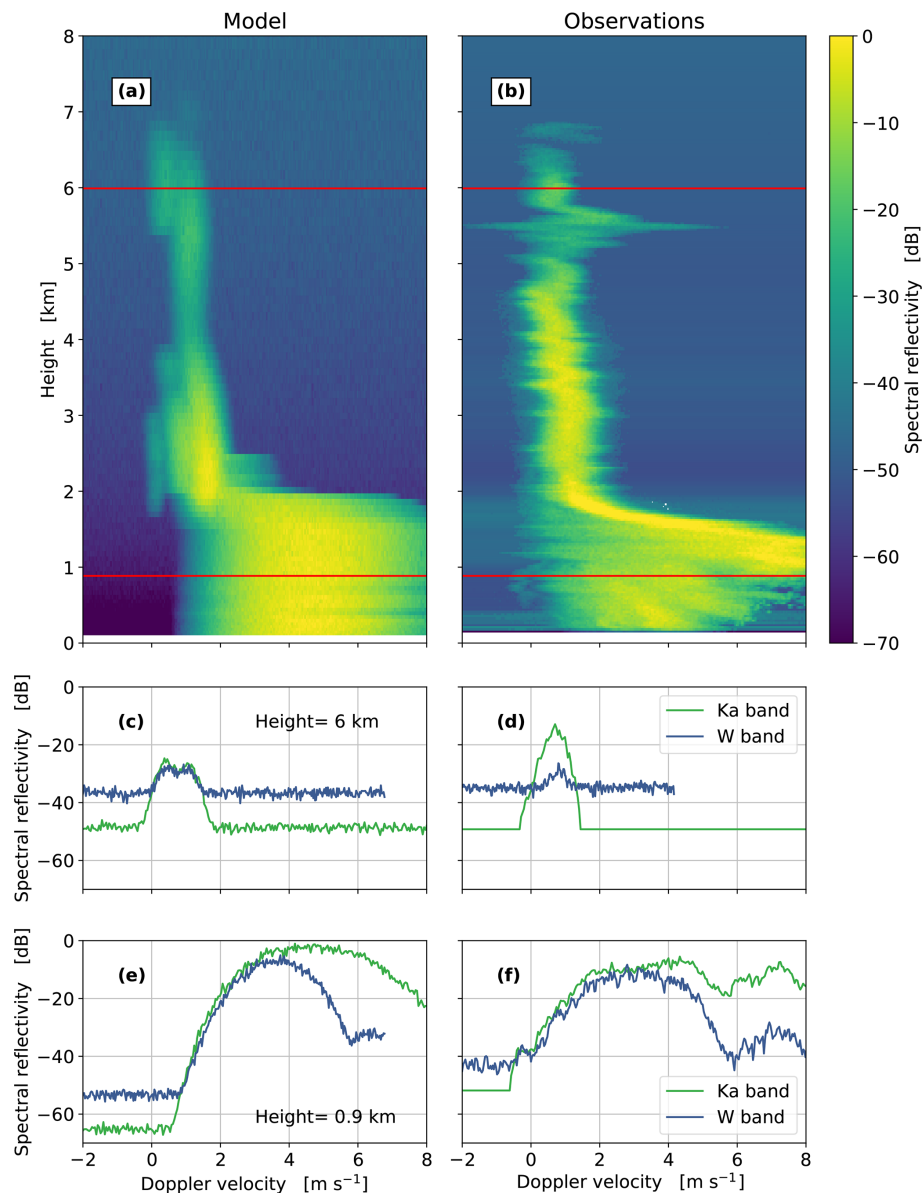 Model
Observations
8
7
6
5
4
3
2
1
0
Height [km]
(a)
(b)
0
−10
−20
−30
−40
−50
−60
−70
Spectral reflectivity [dB]
0
−20
−40
−60
Spectral reflectivity [dB]
(c)
Height= 6 km
(d)
Ka band
W band
0
−20
−40
−60
Spectral reflectivity [dB]
(e)
Height= 0.9 km
(f)
Ka band
W band
−2 0 2 4 6 8
−2 0 2 4 6 8
Doppler velocity [m s⁻¹]
Doppler velocity [m s⁻¹]